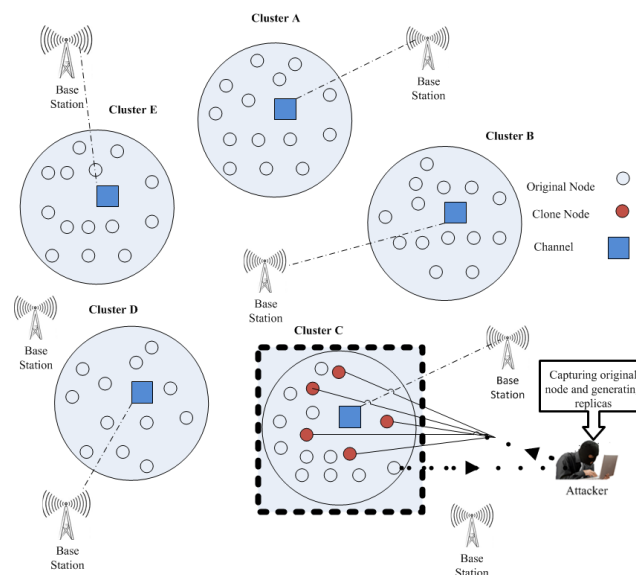 Cluster A
Base
Station
Base
Station
Cluster E
Cluster B
Original Node
Clone Node
Channel
Base
Station
Cluster D
Base
Station
Cluster C
Base
Station
Capturing original
node and generating
replicas
Attacker
Base
Station
Base
Station